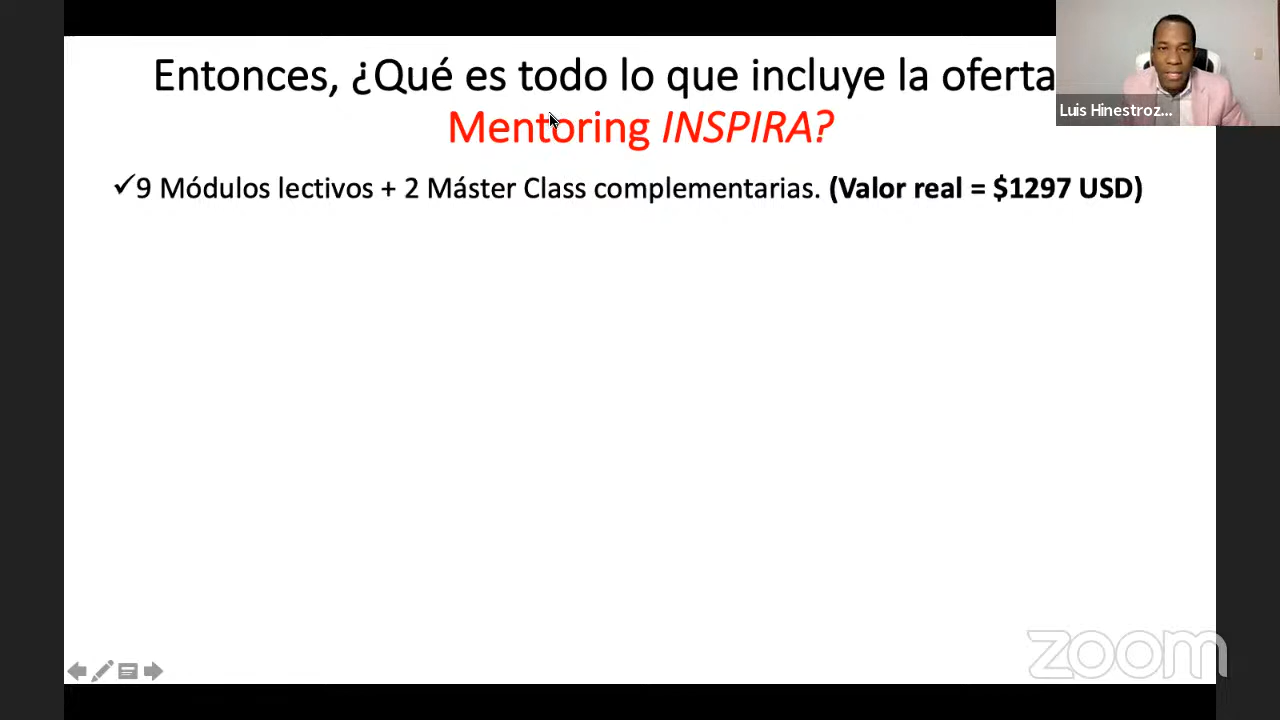 Entonces, ¿Qué es todo lo que incluye la oferta
Mentoring INSPIRA?
✓9 Módulos lectivos + 2 Máster Class complementarias. (Valor real = $1297 USD)
Luis Hinestroz...
zoom